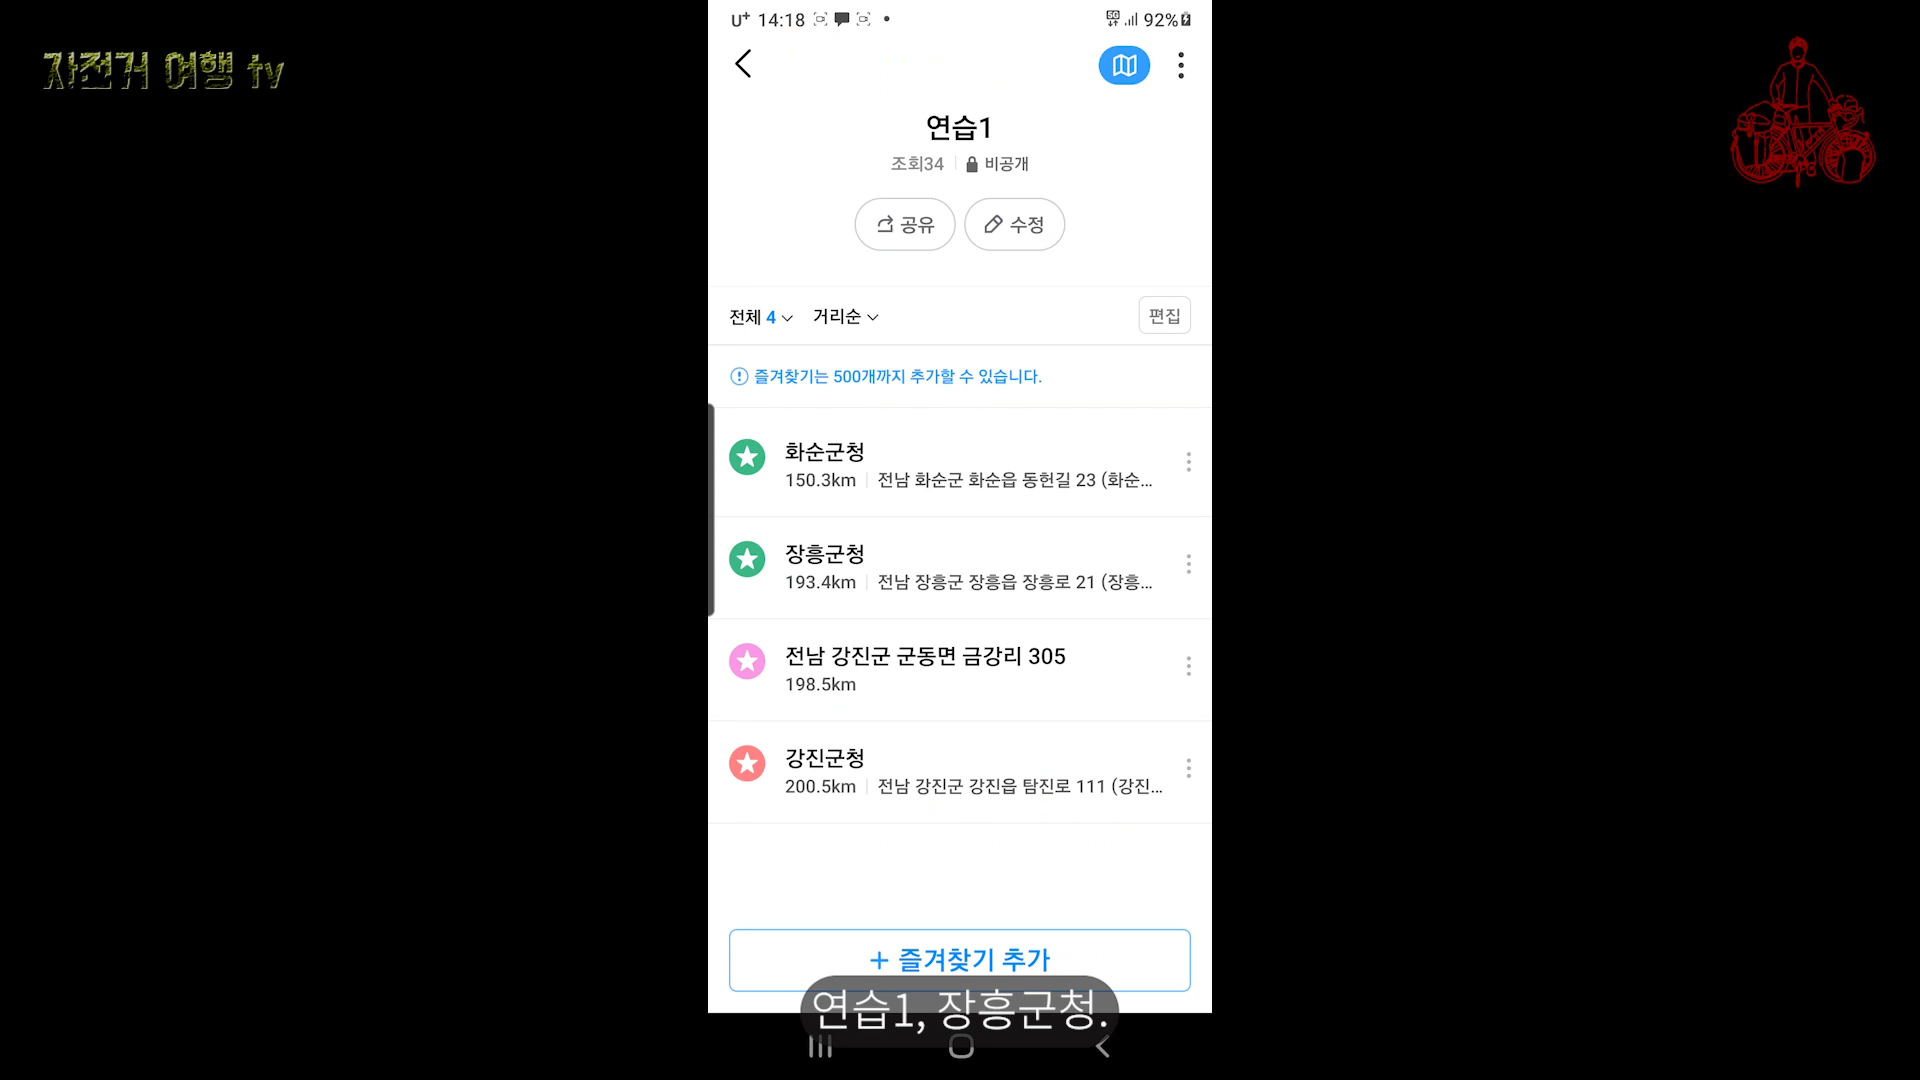 자전거 여행 tv
U+ 14:18
5G 92%
연습1
조회34 비공개
공유 수정
전체 4 거리순 편집
즐겨찾기는 500개까지 추가할 수 있습니다.
화순군청
150.3km 전남 화순군 화순읍 동헌길 23 (화순...
장흥군청
193.4km 전남 장흥군 장흥읍 장흥로 21 (장흥...
전남 강진군 군동면 금강리 305
198.5km
강진군청
200.5km 전남 강진군 강진읍 탐진로 111 (강진...
+ 즐겨찾기 추가
연습1, 장흥군청.